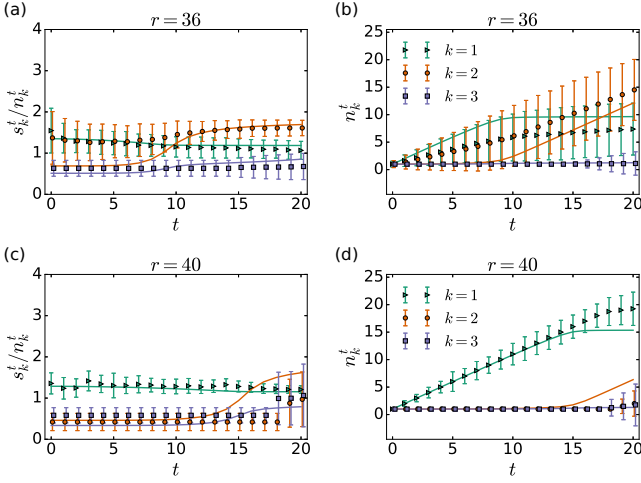 (a)
r = 36
s_k^t/n_k^t
4
3
2
1
0
0 5 10 15 20
t
(b)
r = 36
n_k^t
25
20
15
10
5
0
k = 1
k = 2
k = 3
0 5 10 15 20
t
(c)
r = 40
s_k^t/n_k^t
4
3
2
1
0
0 5 10 15 20
t
(d)
r = 40
n_k^t
25
20
15
10
5
0
k = 1
k = 2
k = 3
0 5 10 15 20
t